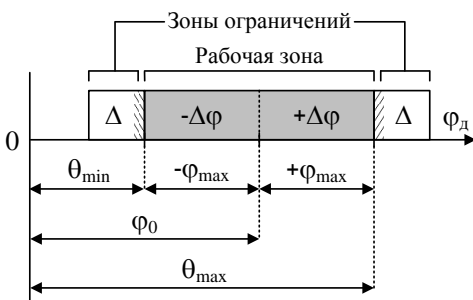 Зоны ограничений
Рабочая зона
Δ -Δφ +Δφ Δ
0 φд
θmin -φmax +φmax
φ0
θmax